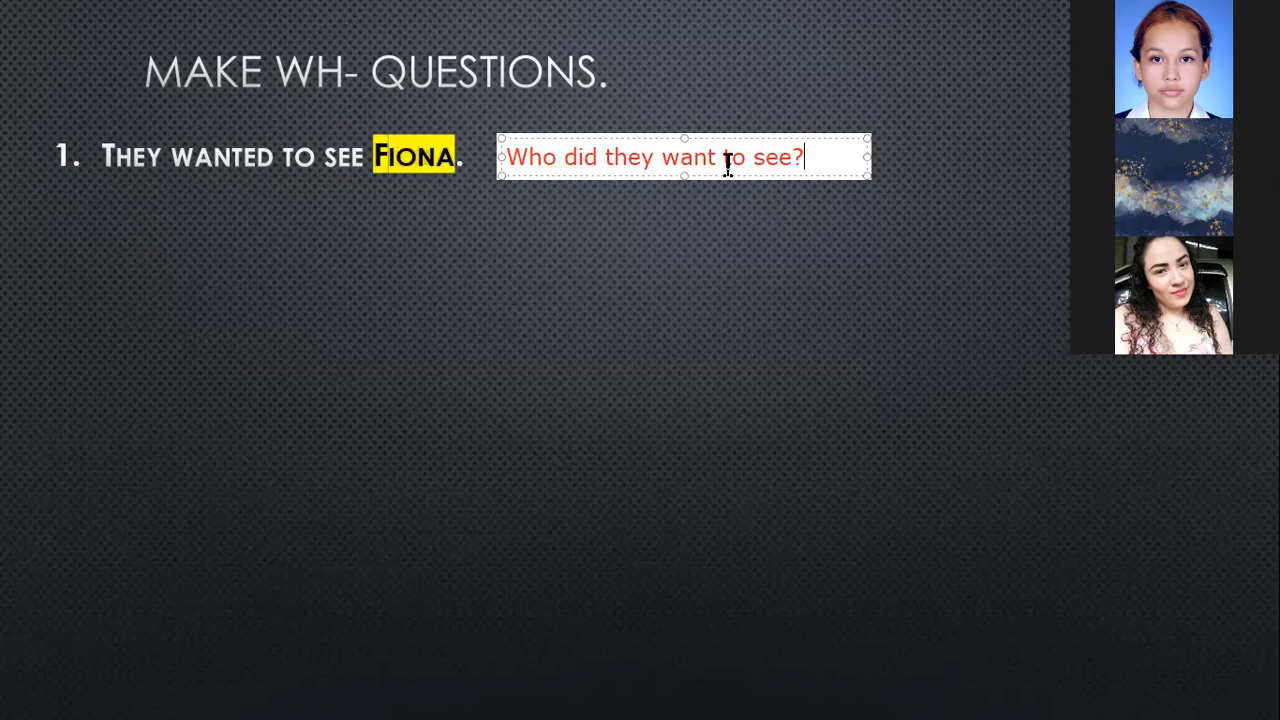 MAKE WH- QUESTIONS.
1. THEY WANTED TO SEE FIONA. Who did they want to see?